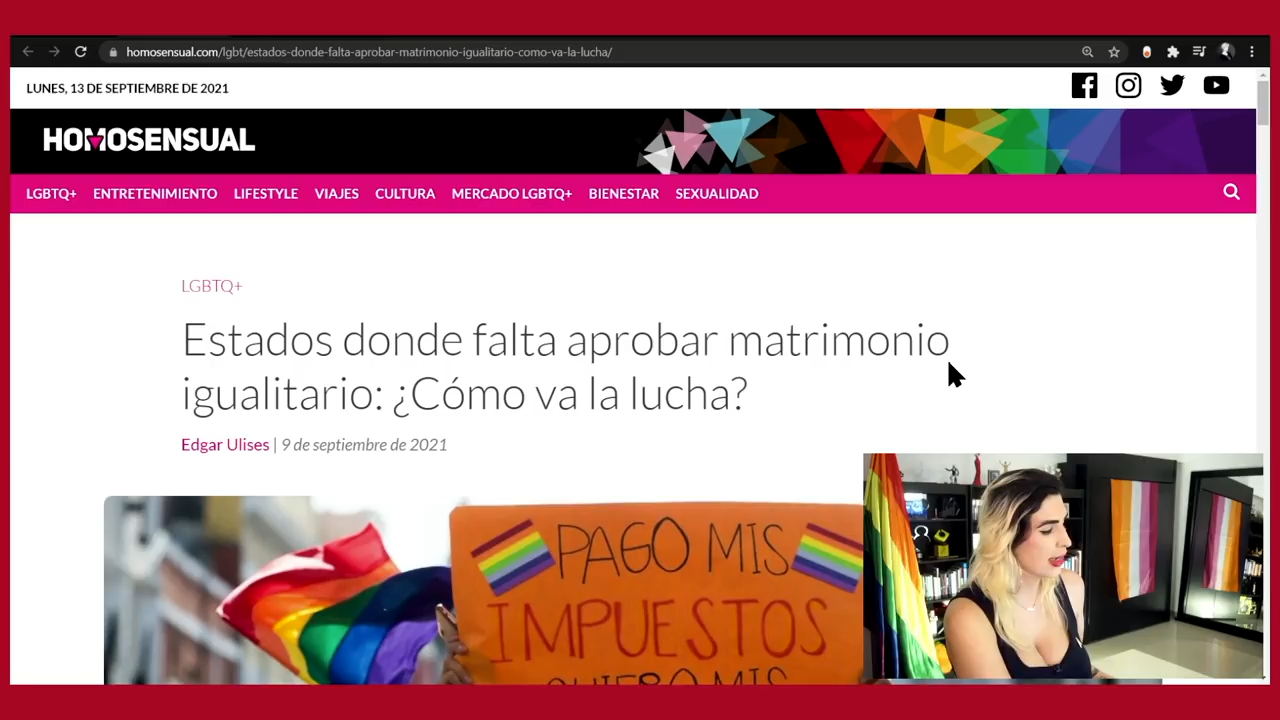 homosensual.com/lgbt/estados-donde-falta-aprobar-matrimonio-igualitario-como-va-la-lucha/
LUNES, 13 DE SEPTIEMBRE DE 2021
HOMOSENSUAL
LGBTQ+ ENTRETENIMIENTO LIFESTYLE VIAJES CULTURA MERCADO LGBTQ+ BIENESTAR SEXUALIDAD
LGBTQ+
Estados donde falta aprobar matrimonio
igualitario: ¿Cómo va la lucha?
Edgar Ulises | 9 de septiembre de 2021
PAGO MIS
IMPUESTOS
QUIERO MIS